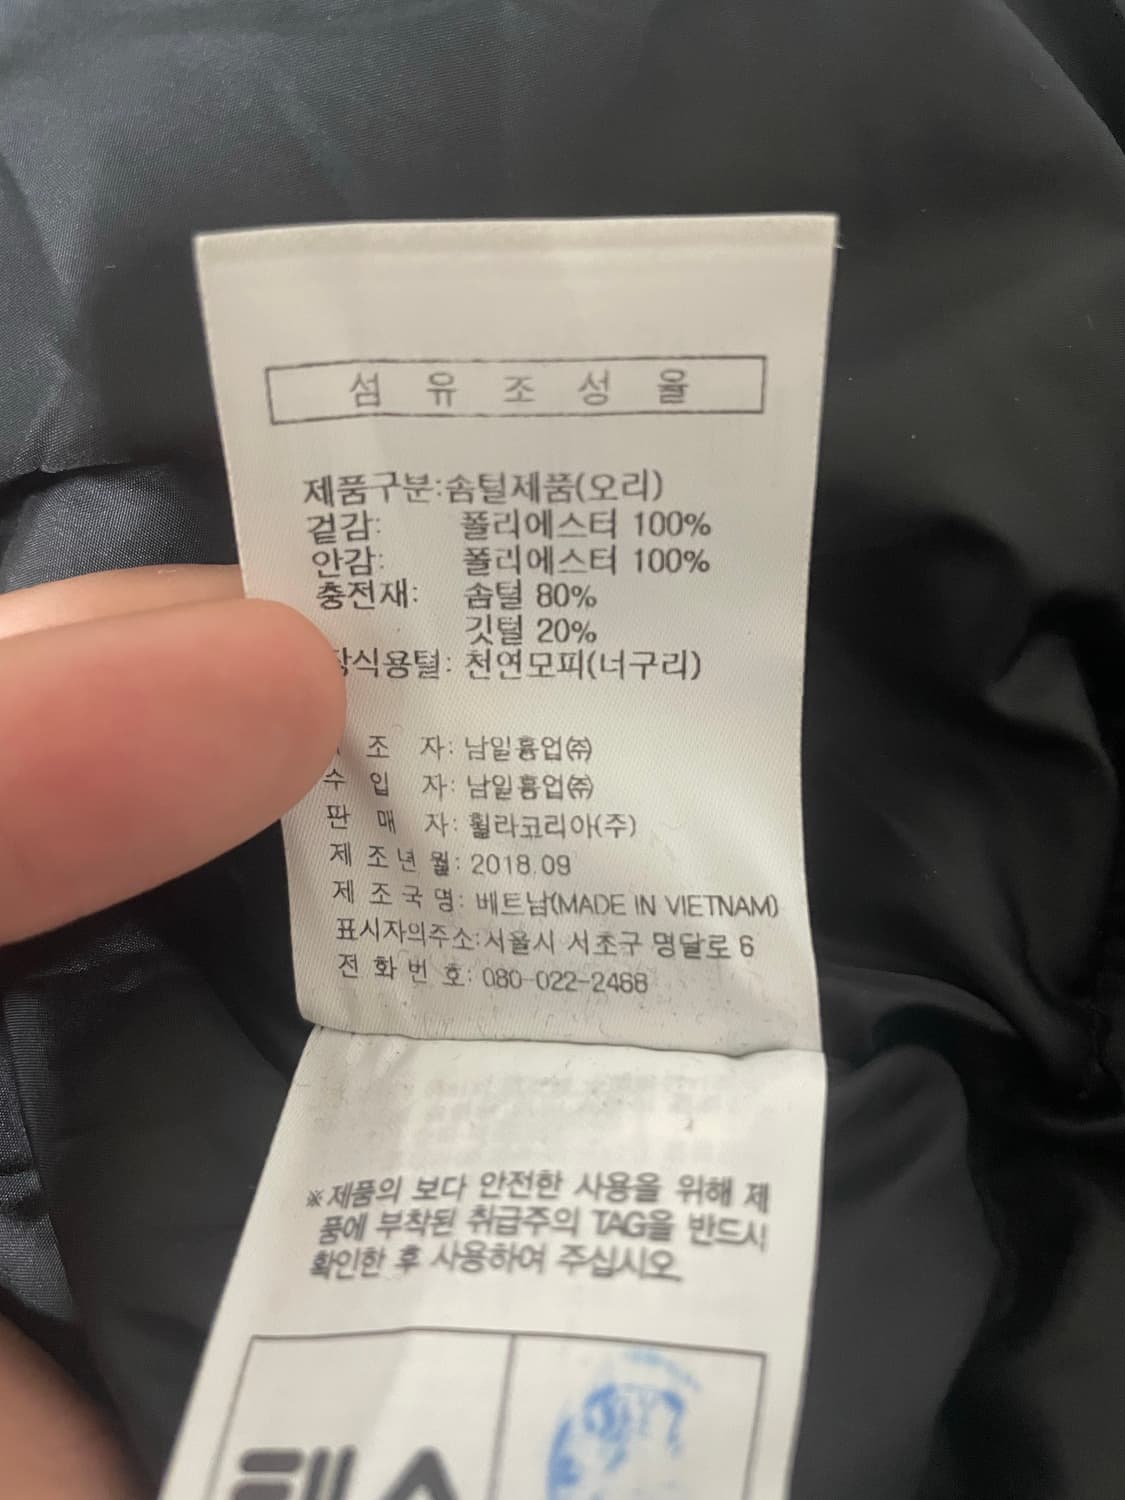 섬 유 조 성 율
제품구분:솜털제품(오리)
겉감: 폴리에스터 100%
안감: 폴리에스터 100%
충전재: 솜털 80%
깃털 20%
장식용털: 천연모피(너구리)
조 자: 남일흥업㈜
수 입 자: 남일흥업㈜
판 매 자: 휠라코리아(주)
제 조 년 월: 2018.09
제 조 국 명: 베트남(MADE IN VIETNAM)
표시자의주소:서울시 서초구 명달로 6
전 화 번 호: 080-022-2468
※제품의 보다 안전한 사용을 위해 제
품에 부착된 취급주의 TAG을 반드시
확인한 후 사용하여 주십시오